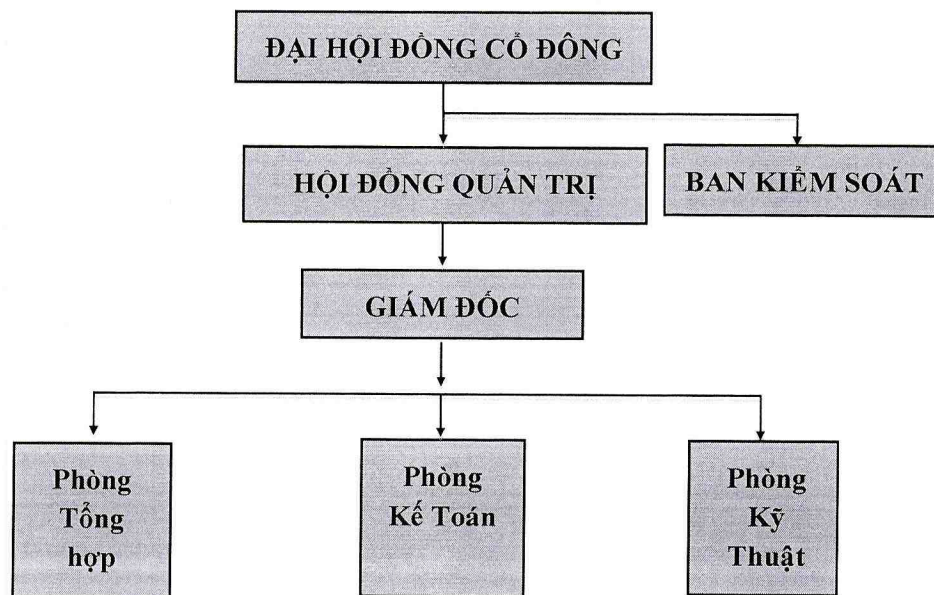 ĐẠI HỘI ĐỒNG CỔ ĐÔNG
HỘI ĐỒNG QUẢN TRỊ
BAN KIỂM SOÁT
GIÁM ĐỐC
Phòng
Tổng
hợp
Phòng
Kế Toán
Phòng
Kỹ
Thuật